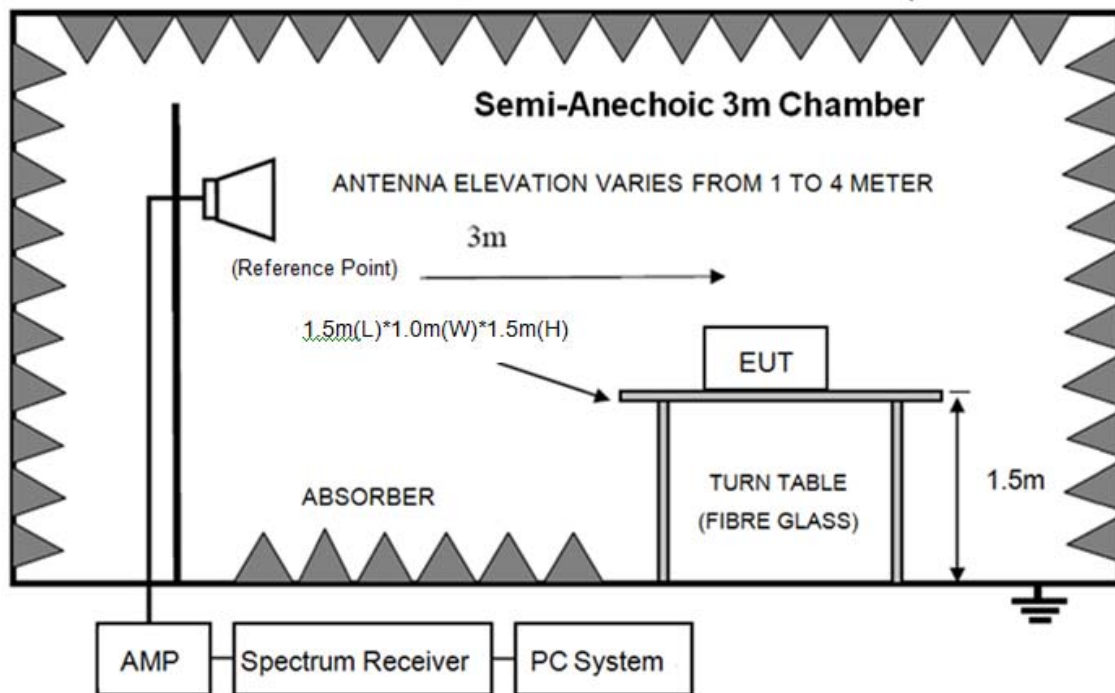 Semi-Anechoic 3m Chamber
ANTENNA ELEVATION VARIES FROM 1 TO 4 METER
3m
(Reference Point)
1.5m(L)*1.0m(W)*1.5m(H)
EUT
ABSORBER
TURN TABLE
(FIBRE GLASS)
1.5m
AMP
Spectrum Receiver
PC System